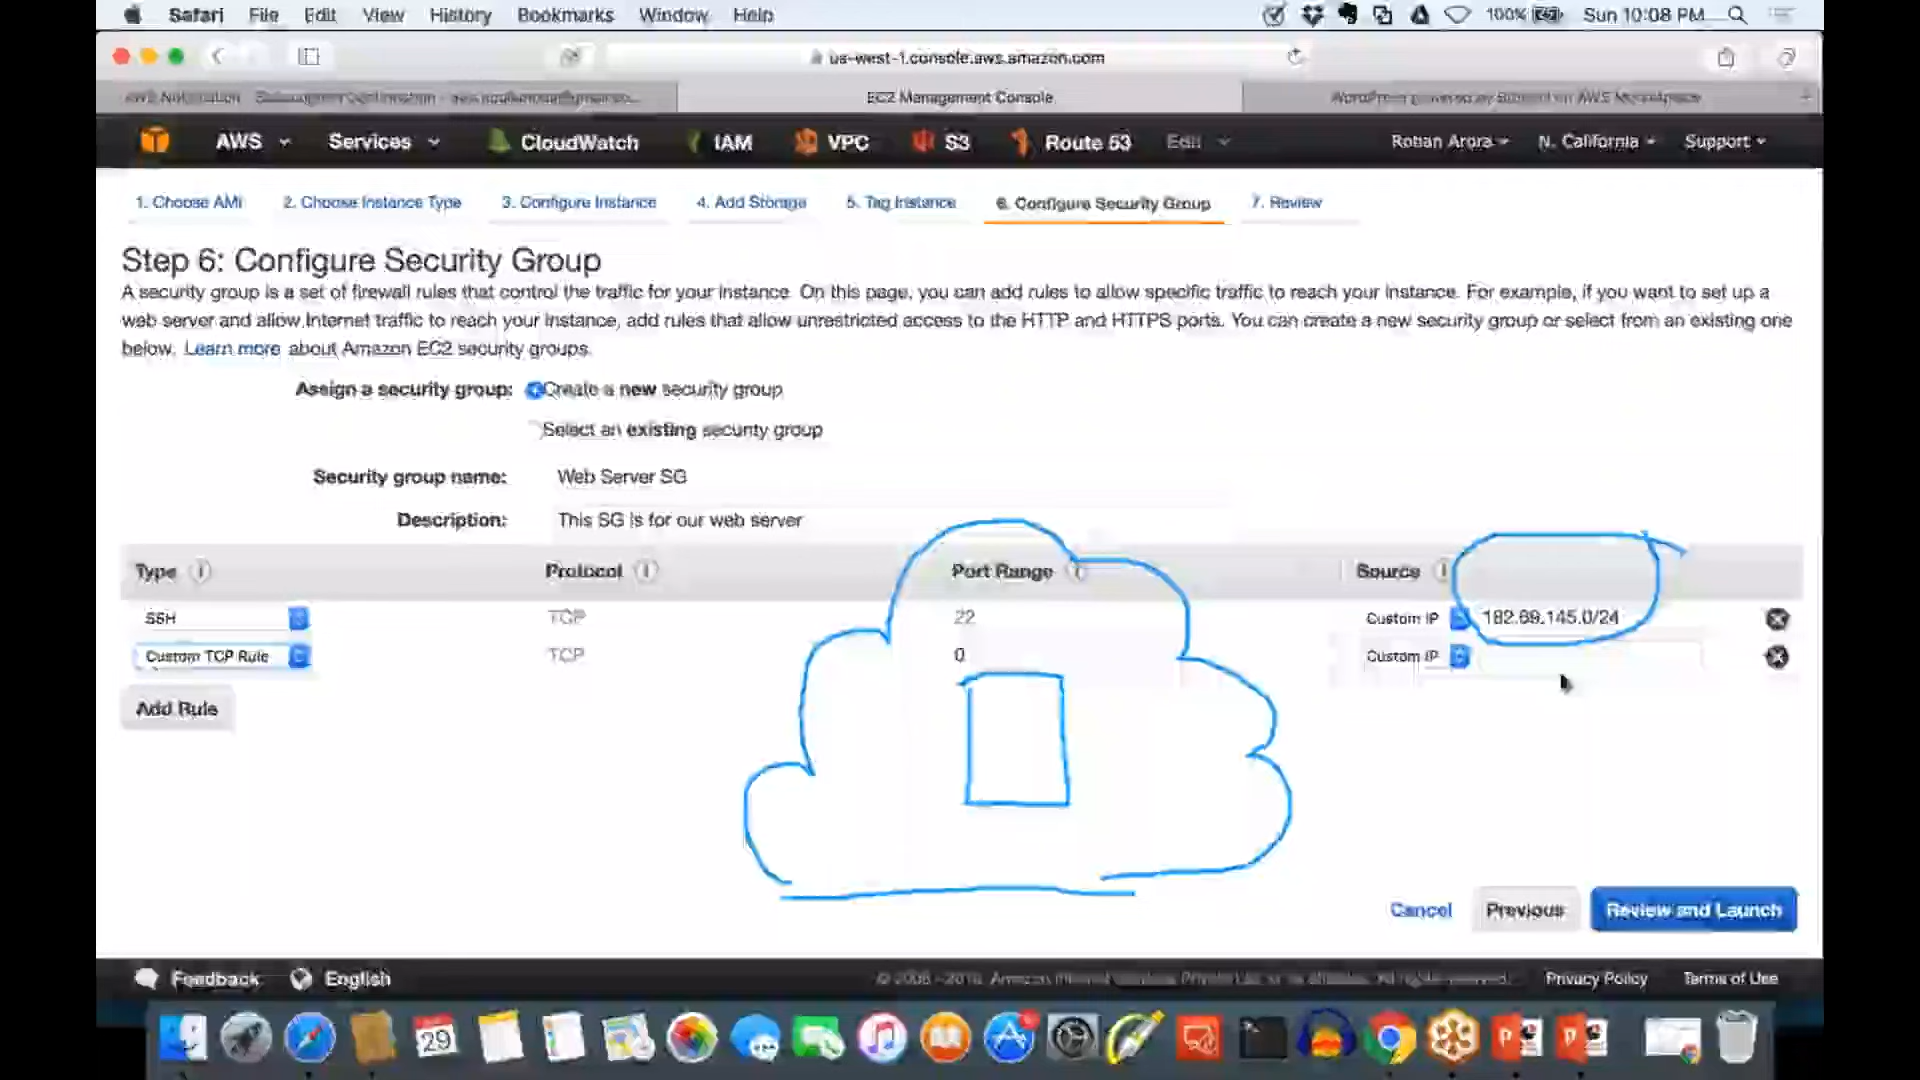 Safari File Edit View History Bookmarks Window Help 100% Sun 10:08 PM
us-west-1.console.aws.amazon.com
EC2 Management Console
AWS Services CloudWatch IAM VPC S3 Route 53 Edit Rohan Arora N. California Support
1. Choose AMI 2. Choose Instance Type 3. Configure Instance 4. Add Storage 5. Tag Instance 6. Configure Security Group 7. Review
Step 6: Configure Security Group
A security group is a set of firewall rules that control the traffic for your instance. On this page, you can add rules to allow specific traffic to reach your instance. For example, if you want to set up a
web server and allow Internet traffic to reach your instance, add rules that allow unrestricted access to the HTTP and HTTPS ports. You can create a new security group or select from an existing one
below. Learn more about Amazon EC2 security groups.
Assign a security group: Create a new security group
Select an existing security group
Security group name: Web Server SG
Description: This SG is for our web server
Type Protocol Port Range Source
SSH TCP 22 Custom IP 182.69.145.0/24
Custom TCP Rule TCP 0 Custom IP
Add Rule
Cancel Previous Review and Launch
Feedback English Privacy Policy Terms of Use
29